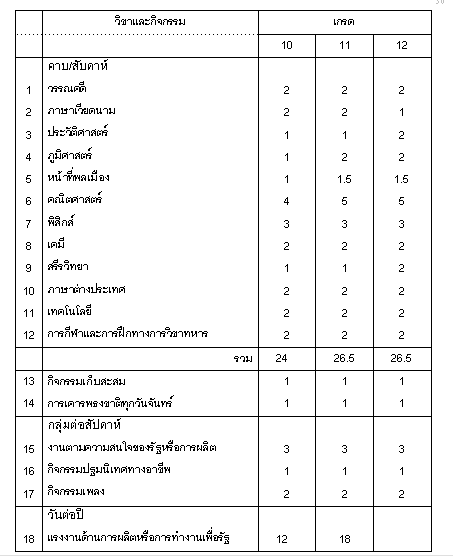 วิชาและกิจกรรม เกรด
10 11 12
คาบ/สับดาห์
1 วรรณคดี 2 2 2
2 ภาษาเวียดนาม 2 2 1
3 ประวัติศาสตร์ 1 1 2
4 ภูมิศาสตร์ 1 2 2
5 หน้าที่พลเมือง 1 1.5 1.5
6 คณิตศาสตร์ 4 5 5
7 ฟิสิกส์ 3 3 3
8 เคมี 2 2 2
9 สรีรวิทยา 1 1 2
10 ภาษาต่างประเทศ 2 2 2
11 เทคโนโลยี 2 2 2
12 การกีฬาและการฝึกทางการวิชาทหาร 2 2 2
รวม 24 26.5 26.5
13 กิจกรรมเก็บสะสม 1 1 1
14 การเคารพธงชาติทุกวันจันทร์ 1 1 1
กลุ่มต่อสัปดาห์
15 งานตามความสนใจของรัฐหรือการผลิต 3 3 3
16 กิจกรรมปฐมนิเทศทางอาชีพ 1 1 1
17 กิจกรรมเพลง 2 2 2
วันต่อปี
18 แรงงานด้านการผลิตหรือการทำงานเพื่อรัฐ 12 18